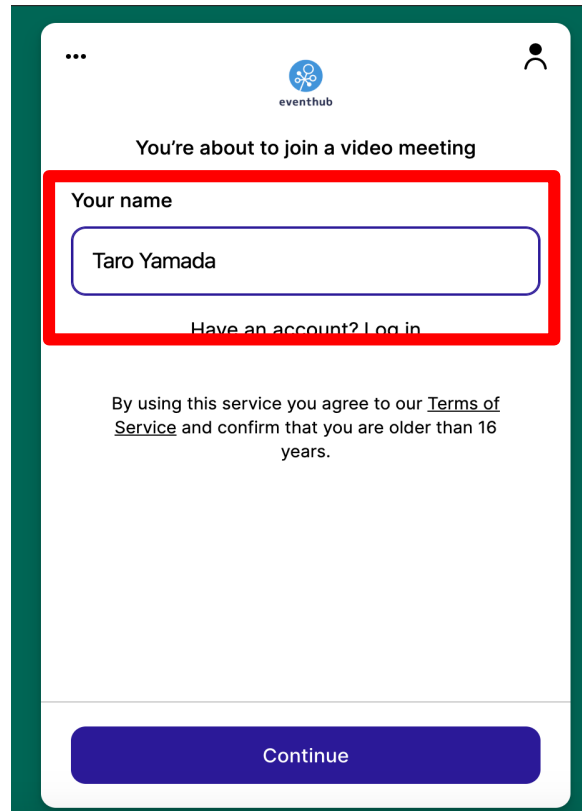 eventhub
You're about to join a video meeting
Your name
Taro Yamada
Have an account? Log in
By using this service you agree to our Terms of
Service and confirm that you are older than 16
years.
Continue